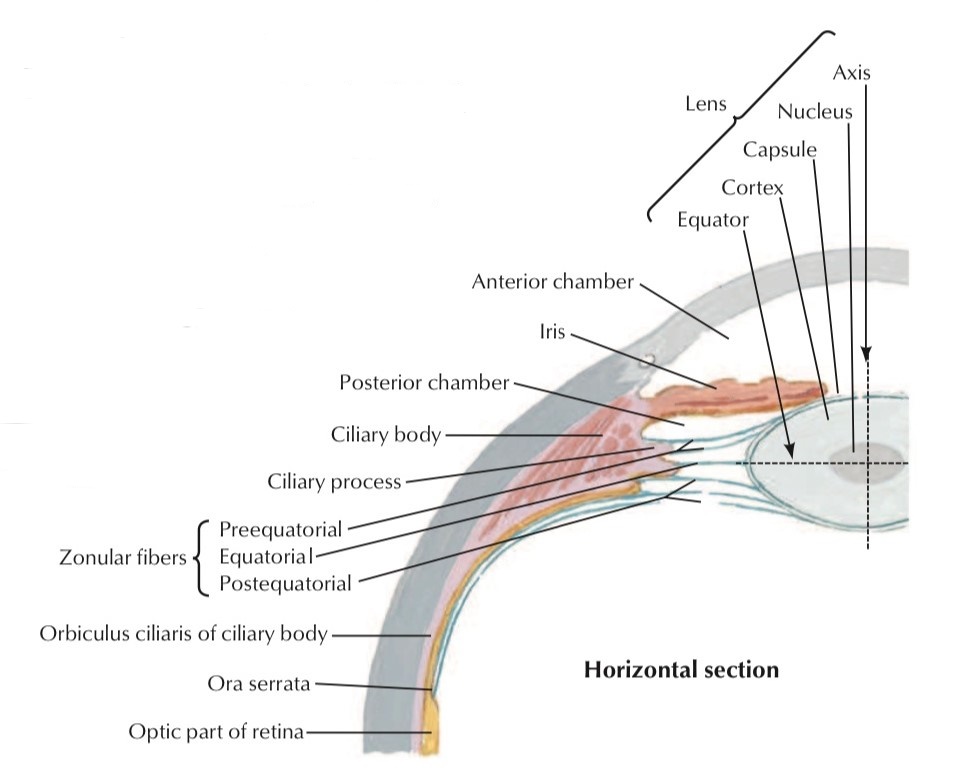 Axis
Lens
Nucleus
Capsule
Cortex
Equator
Anterior chamber
Iris
Posterior chamber
Ciliary body
Ciliary process
Preequatorial
Zonular fibers
Equatorial
Postequatorial
Orbiculus ciliaris of ciliary body
Horizontal section
Ora serrata
Optic part of retina